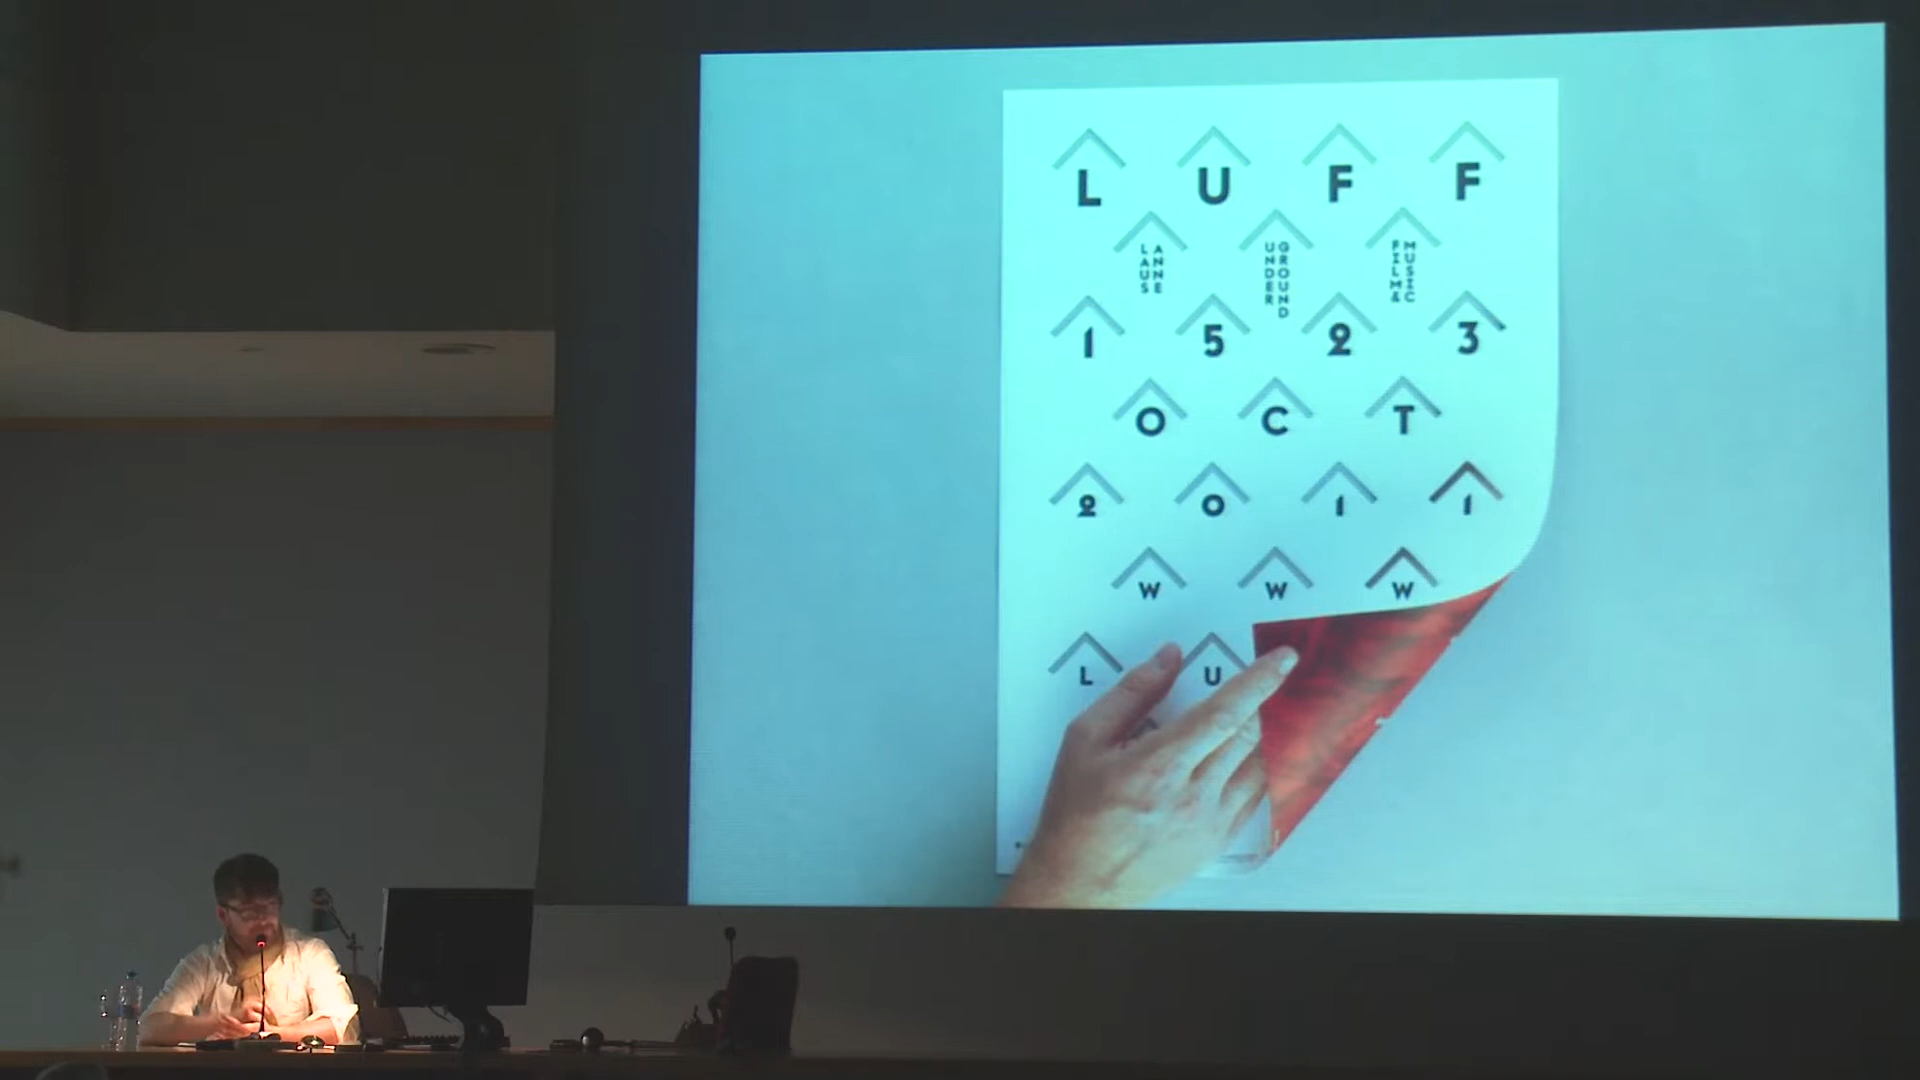 L U F F
LAUSANNE UNDERGROUND FILM& MUSIC
1 5 2 3
O C T
2 0 1 1
W W W
L U